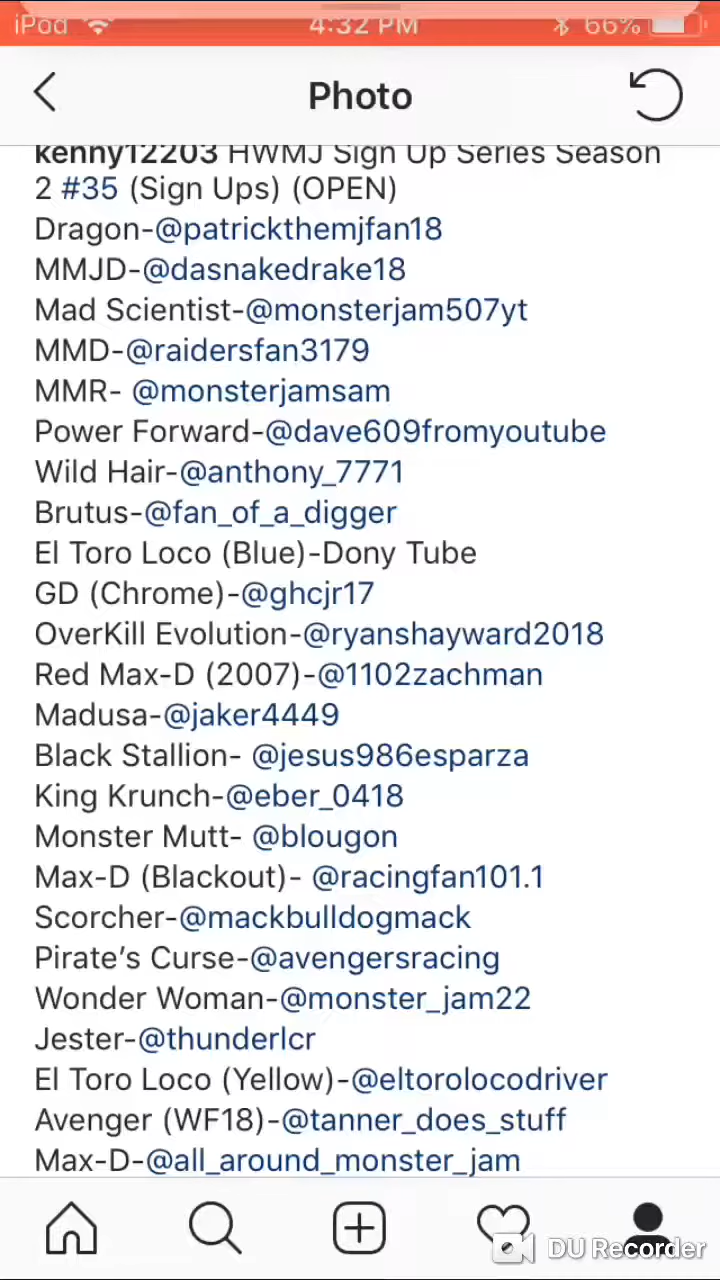 iPod 4:32 PM 66%
Photo
kenny12203 HWMJ Sign Up Series Season
2 #35 (Sign Ups) (OPEN)
Dragon-@patrickthemjfan18
MMJD-@dasnakedrake18
Mad Scientist-@monsterjam507yt
MMD-@raidersfan3179
MMR- @monsterjamsam
Power Forward-@dave609fromyoutube
Wild Hair-@anthony_7771
Brutus-@fan_of_a_digger
El Toro Loco (Blue)-Dony Tube
GD (Chrome)-@ghcjr17
OverKill Evolution-@ryanshayward2018
Red Max-D (2007)-@1102zachman
Madusa-@jaker4449
Black Stallion- @jesus986esparza
King Krunch-@eber_0418
Monster Mutt- @blougon
Max-D (Blackout)- @racingfan101.1
Scorcher-@mackbulldogmack
Pirate’s Curse-@avengersracing
Wonder Woman-@monster_jam22
Jester-@thunderlcr
El Toro Loco (Yellow)-@eltorolocodriver
Avenger (WF18)-@tanner_does_stuff
Max-D-@all_around_monster_jam
DU Recorder